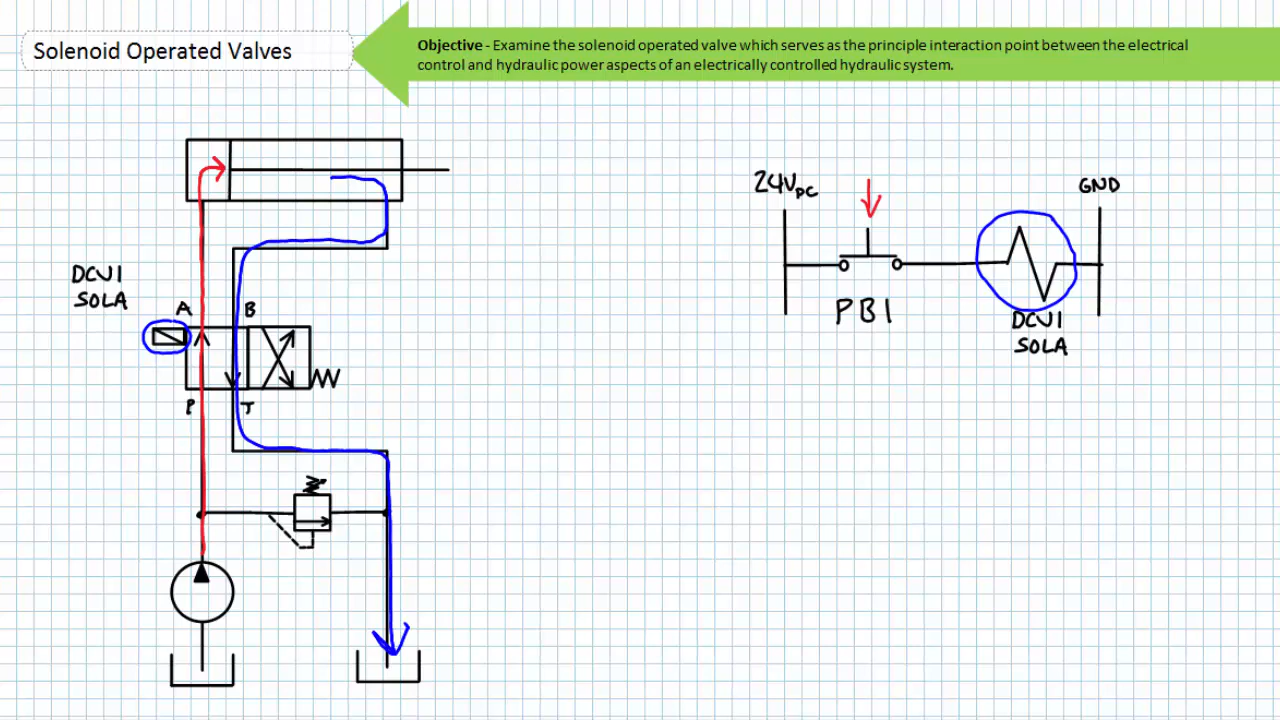 Solenoid Operated Valves
Objective - Examine the solenoid operated valve which serves as the principle interaction point between the electrical
control and hydraulic power aspects of an electrically controlled hydraulic system.
24VDC
GND
DCV1
SOLA
A
B
PB1
DCV1
SOLA
P
T